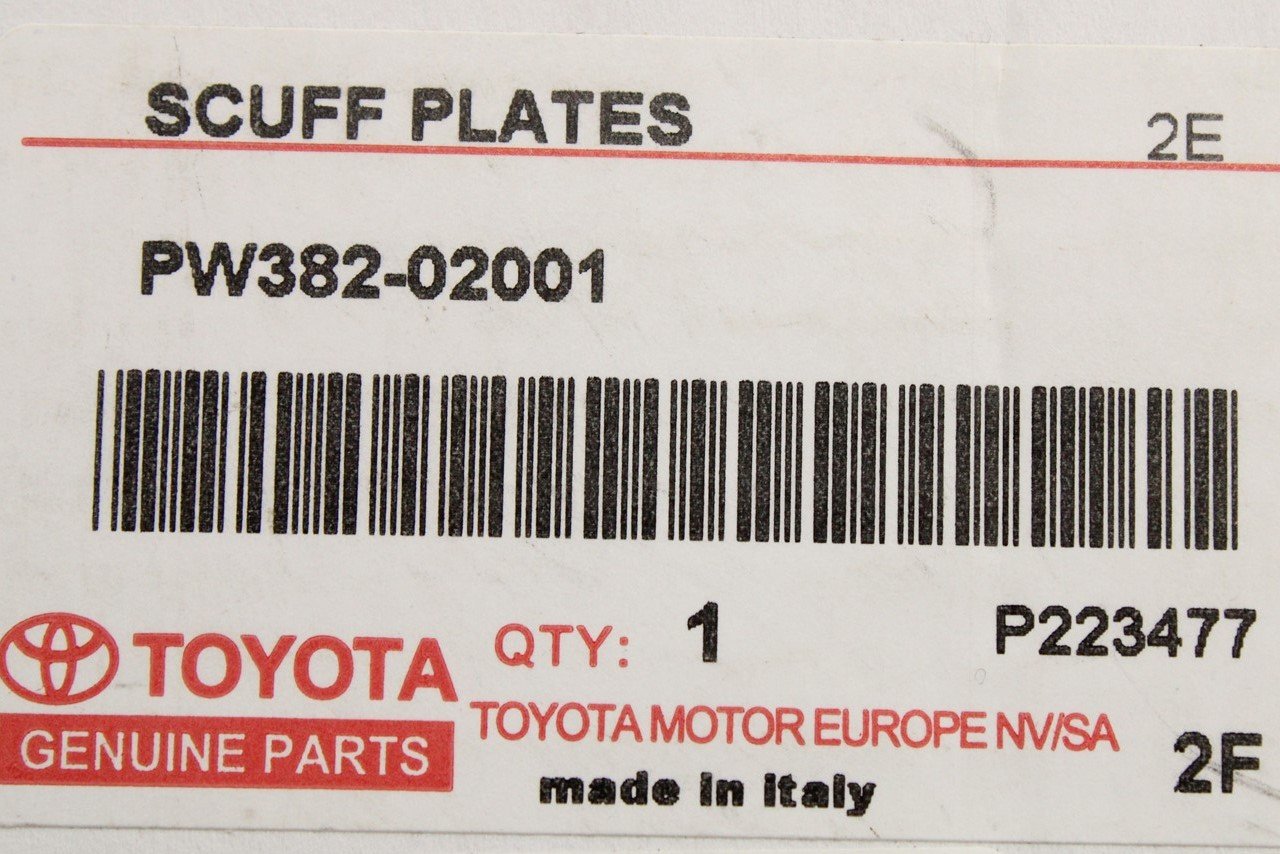 SCUFF PLATES 2E
PW382-02001
TOYOTA QTY: 1 P223477
GENUINE PARTS TOYOTA MOTOR EUROPE NV/SA
made in italy 2F